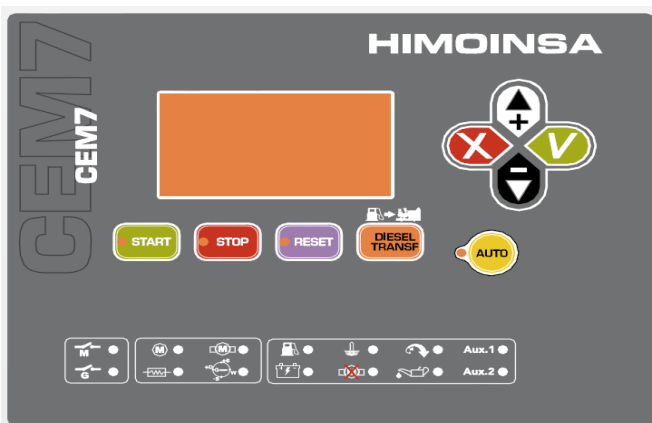 HIMOINSA
CEM7
CEM7
+
X
V
-
START
STOP
RESET
DIESEL
TRANSF
AUTO
M
M
M
Aux.1
G
Aux.2